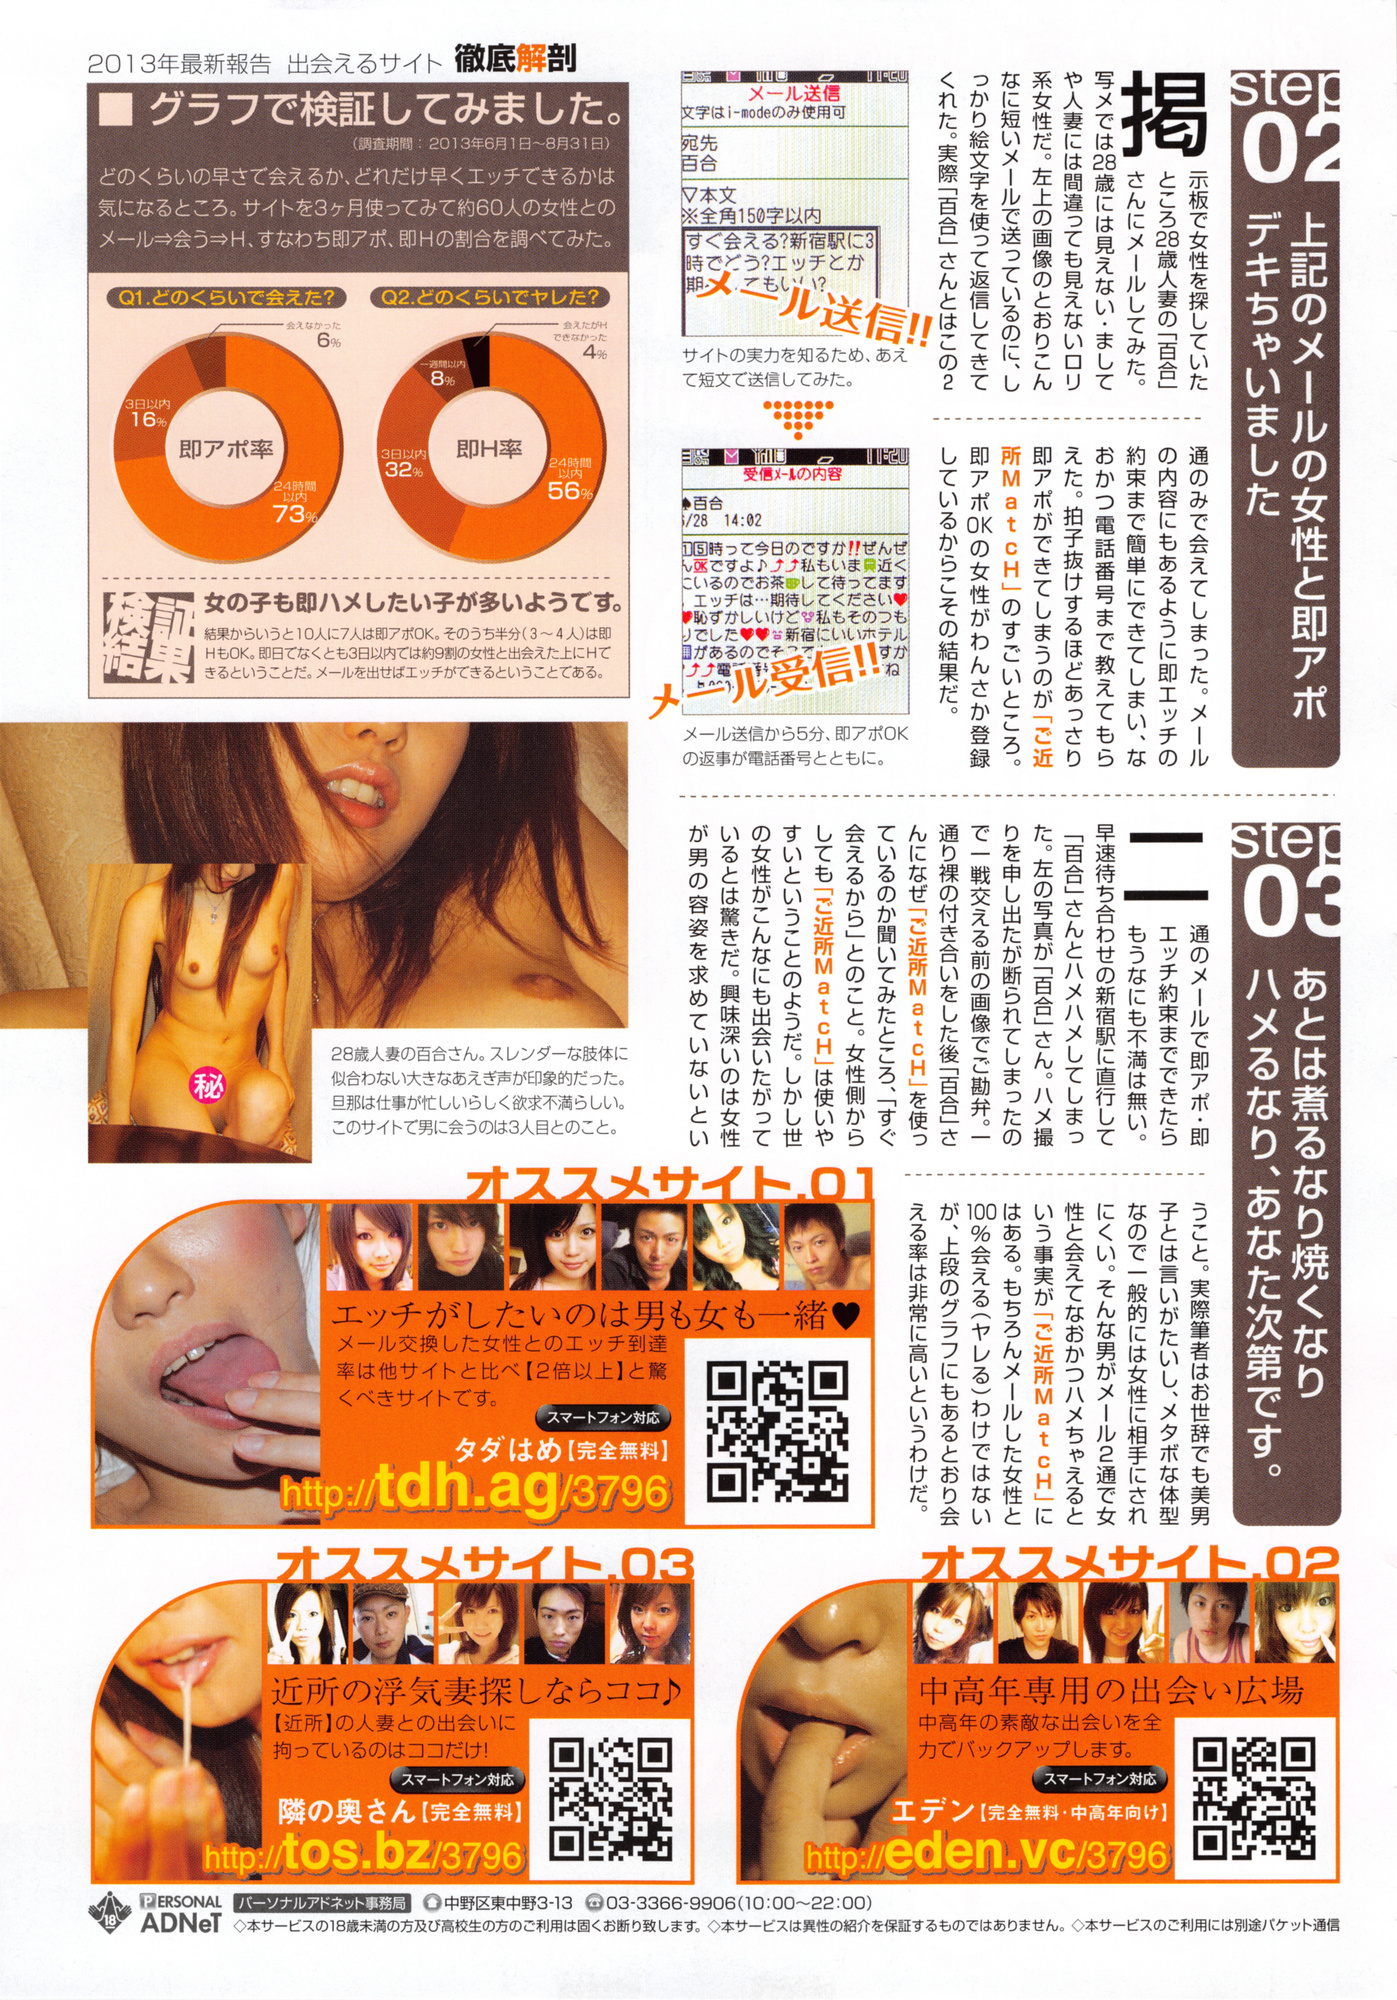 2013年最新報告 出会えるサイト 徹底解剖
■ グラフで検証してみました。
(調査期間：2013年6月1日〜8月31日)
どのくらいの早さで会えるか、どれだけ早くエッチできるかは
気になるところ。サイトを3ヶ月使ってみて約60人の女性との
メール⇒会う⇒H、すなわち即アポ、即Hの割合を調べてみた。
Q1.どのくらいで会えた?
会えなかった
6%
3日以内
16%
即アポ率
24時間
以内
73%
Q2.どのくらいでヤレた?
会えたがH
できなかった
4%
一週間以内
8%
3日以内
32%
即H率
24時間
以内
56%
検証
結果
女の子も即ハメしたい子が多いようです。
結果からいうと10人に7人は即アポOK。そのうち半分(3〜4人)は即
HもOK。即日でなくとも3日以内では約9割の女性と出会えた上にHで
きるということだ。メールを出せばエッチができるということである。
step
02
上記のメールの女性と即アポ
デキちゃいました
掲
示板で女性を探していた
ところ28歳人妻の「百合」
さんにメールしてみた。
写メでは28歳には見えない・まして
や人妻には間違っても見えないロリ
系女性だ。左上の画像のとおりこん
なに短いメールで送っているのに、し
っかり絵文字を使って返信してきて
くれた。実際「百合」さんとはこの2
通のみで会えてしまった。メール
の内容にもあるように即エッチの
約束まで簡単にできてしまい、な
おかつ電話番号まで教えてもら
えた。拍子抜けするほどあっさり
即アポができてしまうのが「ご近
所MatcH」のすごいところ。
即アポOKの女性がわんさか登録
しているからこその結果だ。
11:20
メール送信
文字はi-modeのみ使用可
宛先
百合
▽本文
※全角150字以内
すぐ会える?新宿駅に3
時でどう?エッチとか
期　してもいい?
メール送信!!
サイトの実力を知るため、あえ
て短文で送信してみた。
11:20
受信ﾒｰﾙの内容
♠百合
/28 14:02
時って今日のですか‼ぜんぜ
んOKですよ♪⤴⤴私もいま近く
にいるのでお茶して待ってます
エッチは…期待してください♥
♥恥ずかしいけど私もそのつも
りでした♥♥新宿にいいホテル
があるのでそこで　すか
⤴⤴電話番　ね
メール受信!!
メール送信から5分、即アポOK
の返事が電話番号とともに。
step
03
あとは煮るなり焼くなり
ハメるなり、あなた次第です。
二
通のメールで即アポ・即
エッチ約束までできたら
もうなにも不満は無い。
早速待ち合わせの新宿駅に直行して
「百合」さんとハメハメしてしまっ
た。左の写真が「百合」さん。ハメ撮
りを申し出たが断られてしまったの
で一戦交える前の画像でご勘弁。一
通り裸の付き合いをした後「百合」さ
んになぜ「ご近所MatcH」を使っ
ているのか聞いてみたところ、「すぐ
会えるから」とのこと。女性側から
しても「ご近所MatcH」は使いや
すいということのようだ。しかし世
の女性がこんなにも出会いたがって
いるとは驚きだ。興味深いのは女性
が男の容姿を求めていないとい
うこと。実際筆者はお世辞でも美男
子とは言いがたいし、メタボな体型
なので一般的には女性に相手にされ
にくい。そんな男がメール2通で女
性と会えてなおかつハメちゃえると
いう事実が「ご近所MatcH」に
はある。もちろんメールした女性と
100%会える(ヤレる)わけではない
が、上段のグラフにもあるとおり会
える率は非常に高いというわけだ。
秘
28歳人妻の百合さん。スレンダーな肢体に
似合わない大きなあえぎ声が印象的だった。
旦那は仕事が忙しいらしく欲求不満らしい。
このサイトで男に会うのは3人目とのこと。
オススメサイト.01
エッチがしたいのは男も女も一緒♥
メール交換した女性とのエッチ到達
率は他サイトと比べ【2倍以上】と驚
くべきサイトです。
スマートフォン対応
タダはめ【完全無料】
http://tdh.ag/3796
オススメサイト.03
近所の浮気妻探しならココ♪
【近所】の人妻との出会いに
拘っているのはココだけ!
スマートフォン対応
隣の奥さん【完全無料】
http://tos.bz/3796
オススメサイト.02
中高年専用の出会い広場
中高年の素敵な出会いを全
力でバックアップします。
スマートフォン対応
エデン【完全無料・中高年向け】
http://eden.vc/3796
18
PERSONAL
ADNeT
パーソナルアドネット事務局 中野区東中野3-13 ☎03-3366-9906(10:00〜22:00)
◇本サービスの18歳未満の方及び高校生の方のご利用は固くお断り致します。◇本サービスは異性の紹介を保証するものではありません。◇本サービスのご利用には別途パケット通信